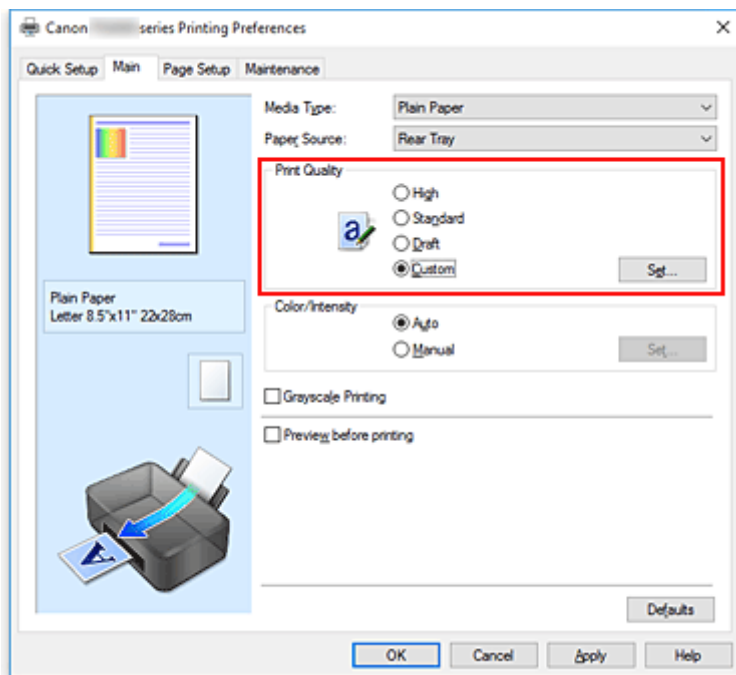 Canon series Printing Preferences
Quick Setup Main Page Setup Maintenance
Media Type: Plain Paper
Paper Source: Rear Tray
Print Quality
High
Standard
a
Draft
Custom Set...
Plain Paper
Letter 8.5"x11" 22x28cm
Color/Intensity
Auto
Manual Set...
Grayscale Printing
Preview before printing
A
Defaults
OK Cancel Apply Help